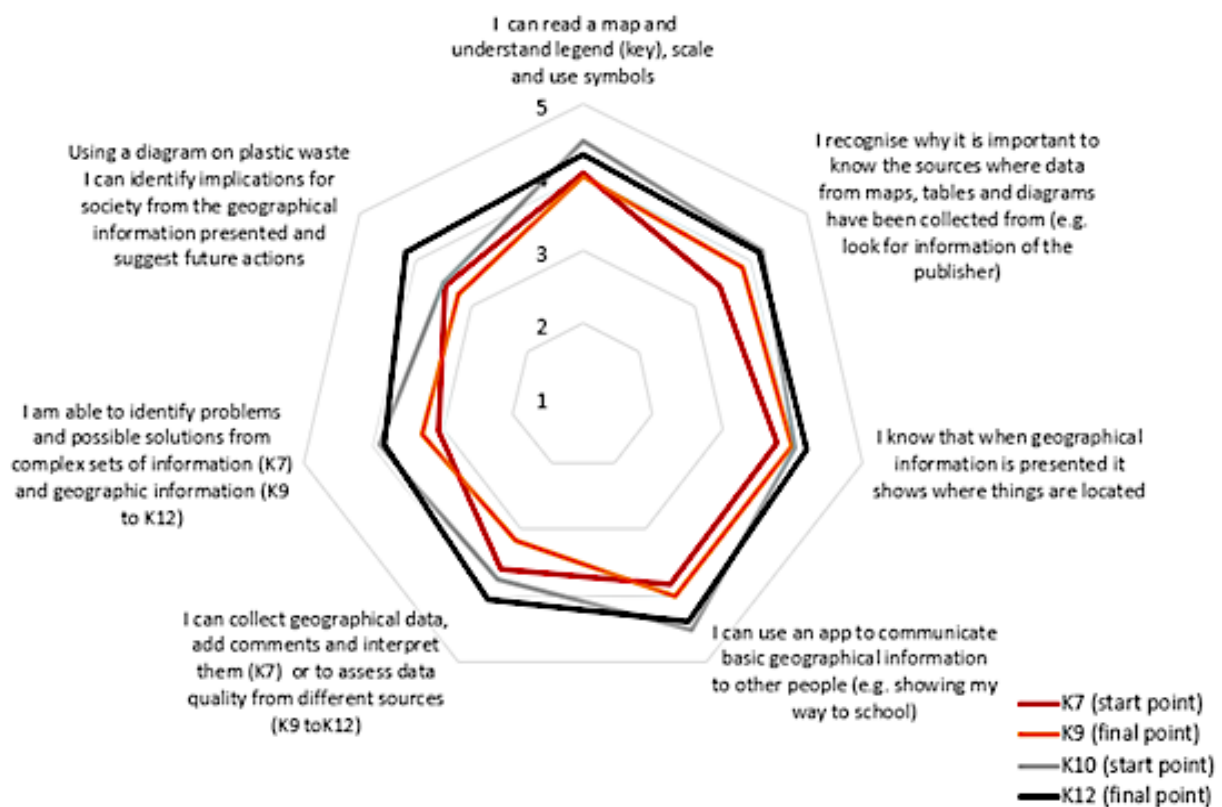 I can read a map and
understand legend (key), scale
and use symbols
5
4
3
2
1
I recognise why it is important to
know the sources where data
from maps, tables and diagrams
have been collected from (e.g.
look for information of the
publisher)
I know that when geographical
information is presented it
shows where things are located
I can use an app to communicate
basic geographical information
to other people (e.g. showing my
way to school)
I can collect geographical data,
add comments and interpret
them (K7) or to assess data
quality from different sources
(K9 toK12)
I am able to identify problems
and possible solutions from
complex sets of information (K7)
and geographic information (K9
to K12)
Using a diagram on plastic waste
I can identify implications for
society from the geographical
information presented and
suggest future actions
K7 (start point)
K9 (final point)
K10 (start point)
K12 (final point)